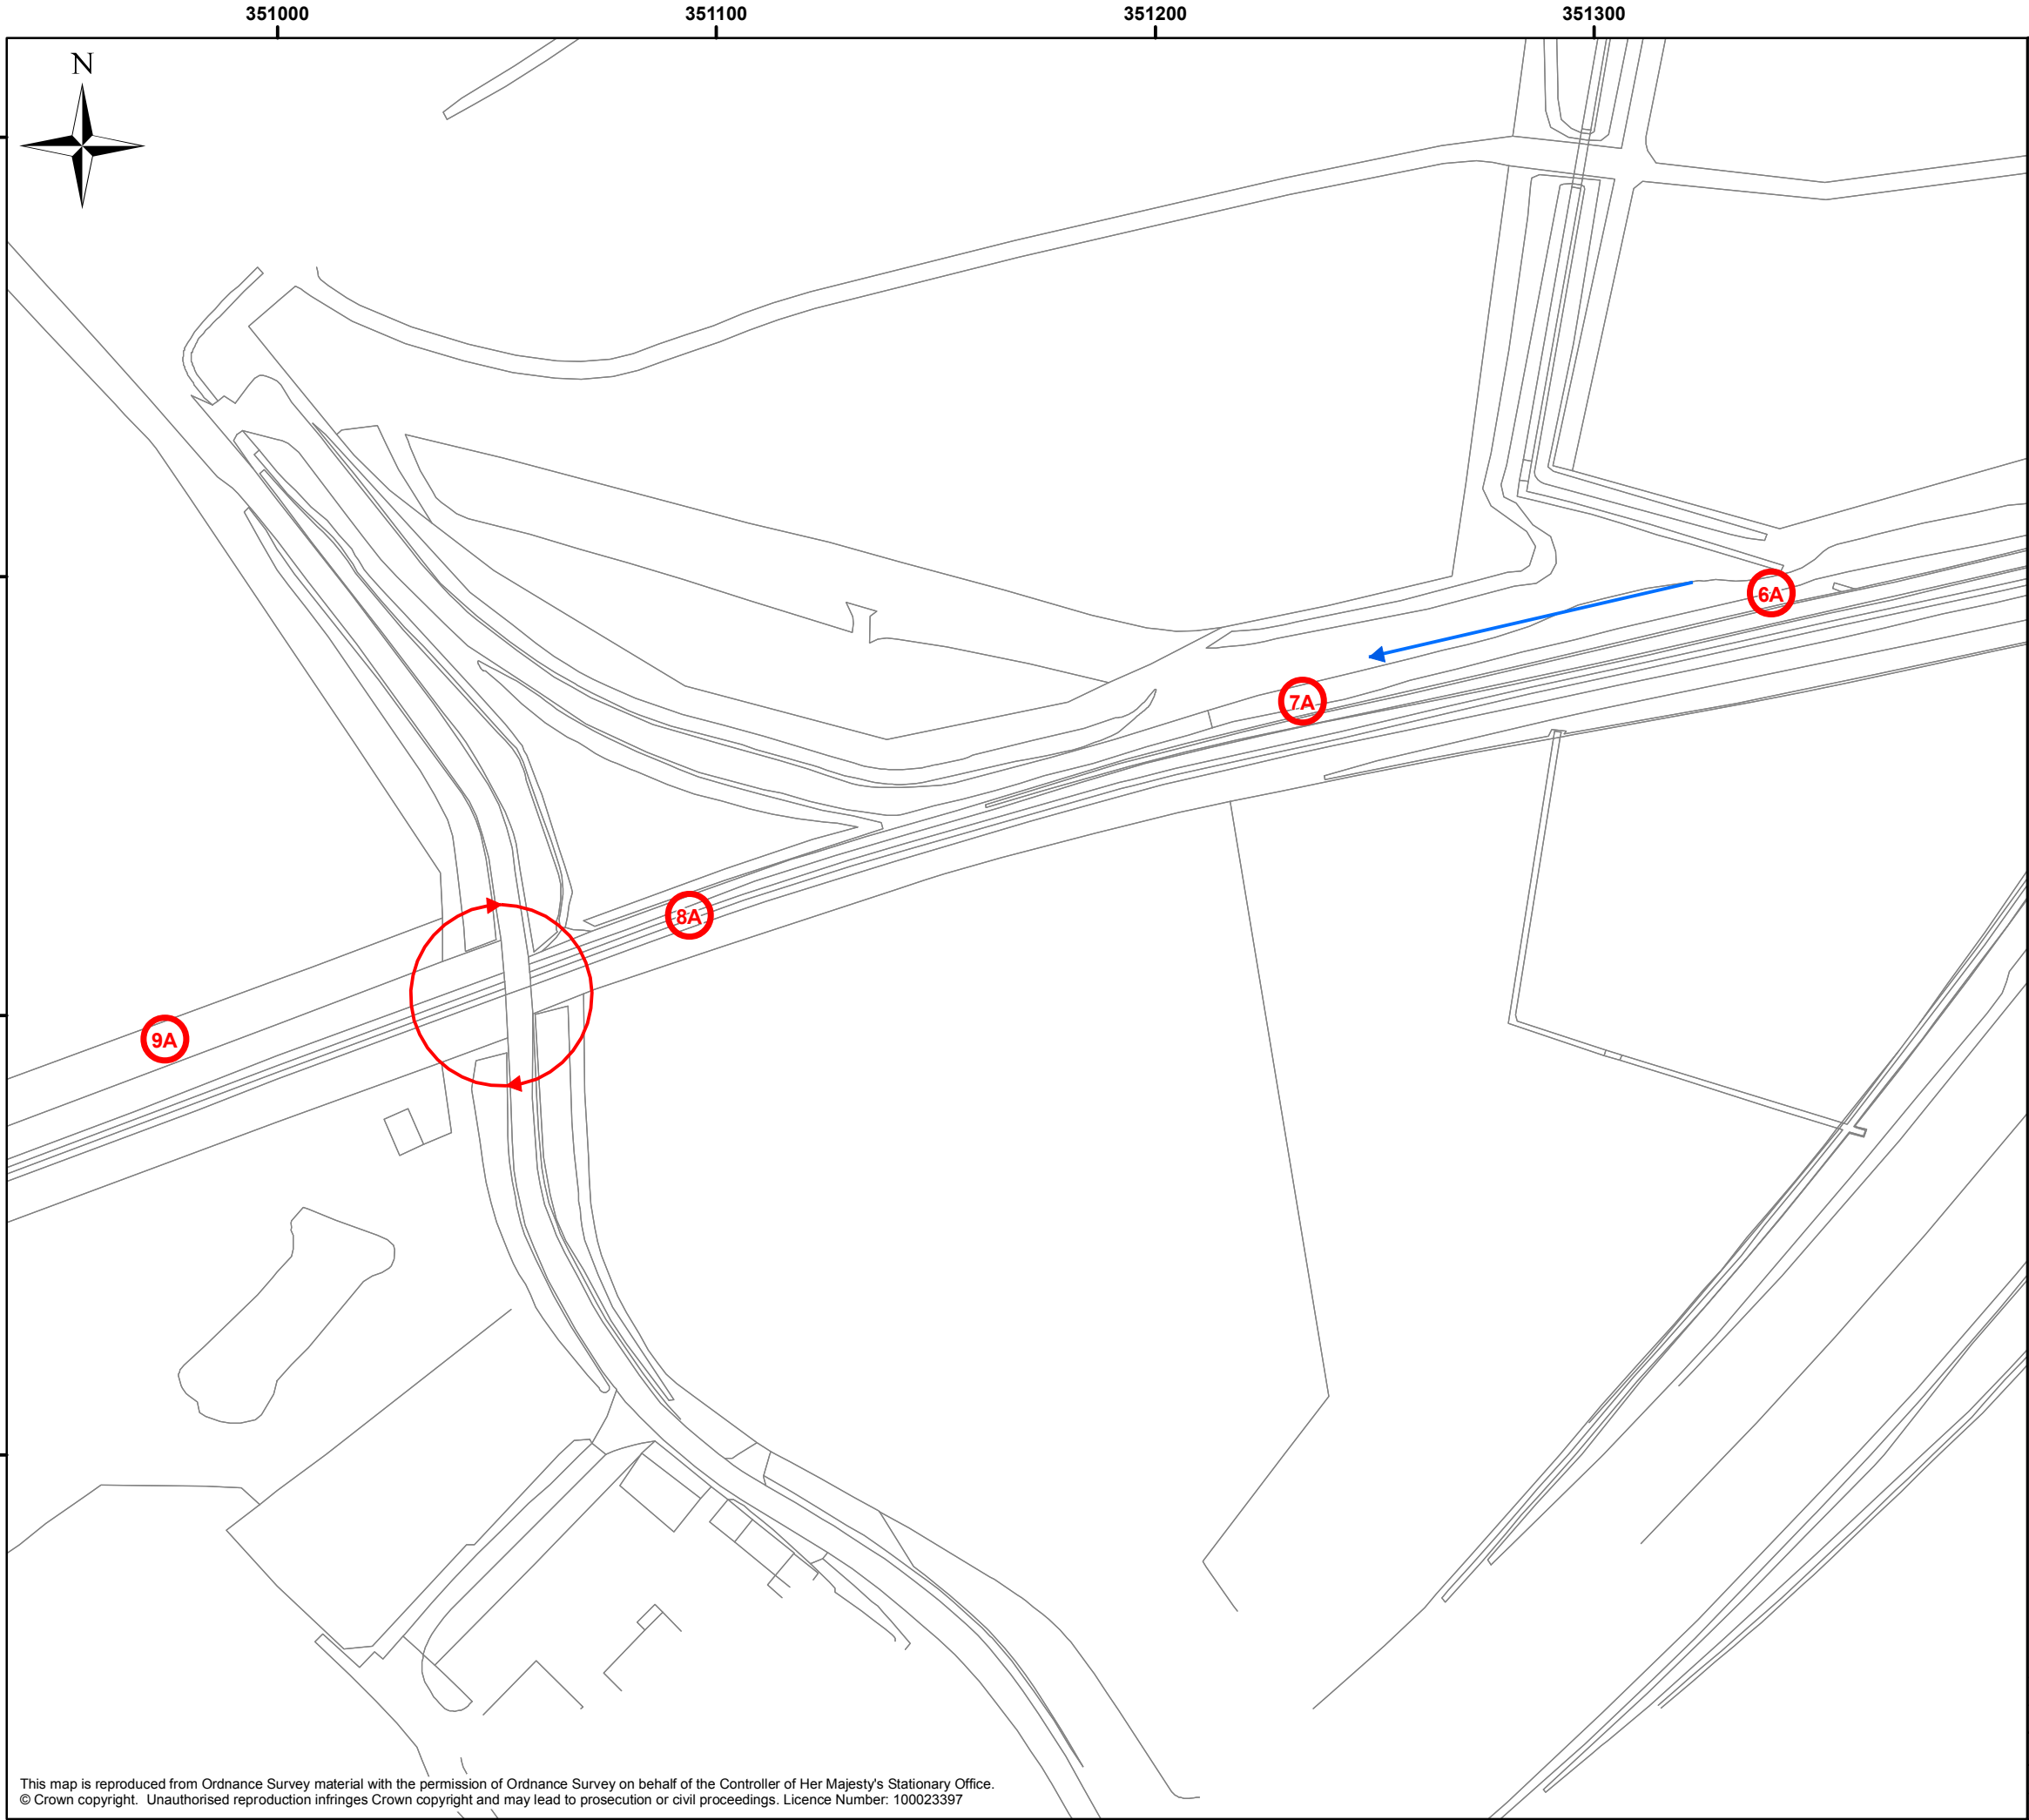 351000 351100 351200 351300
N
6A
7A
8A
9A
This map is reproduced from Ordnance Survey material with the permission of Ordnance Survey on behalf of the Controller of Her Majesty's Stationary Office.
© Crown copyright. Unauthorised reproduction infringes Crown copyright and may lead to prosecution or civil proceedings. Licence Number: 100023397